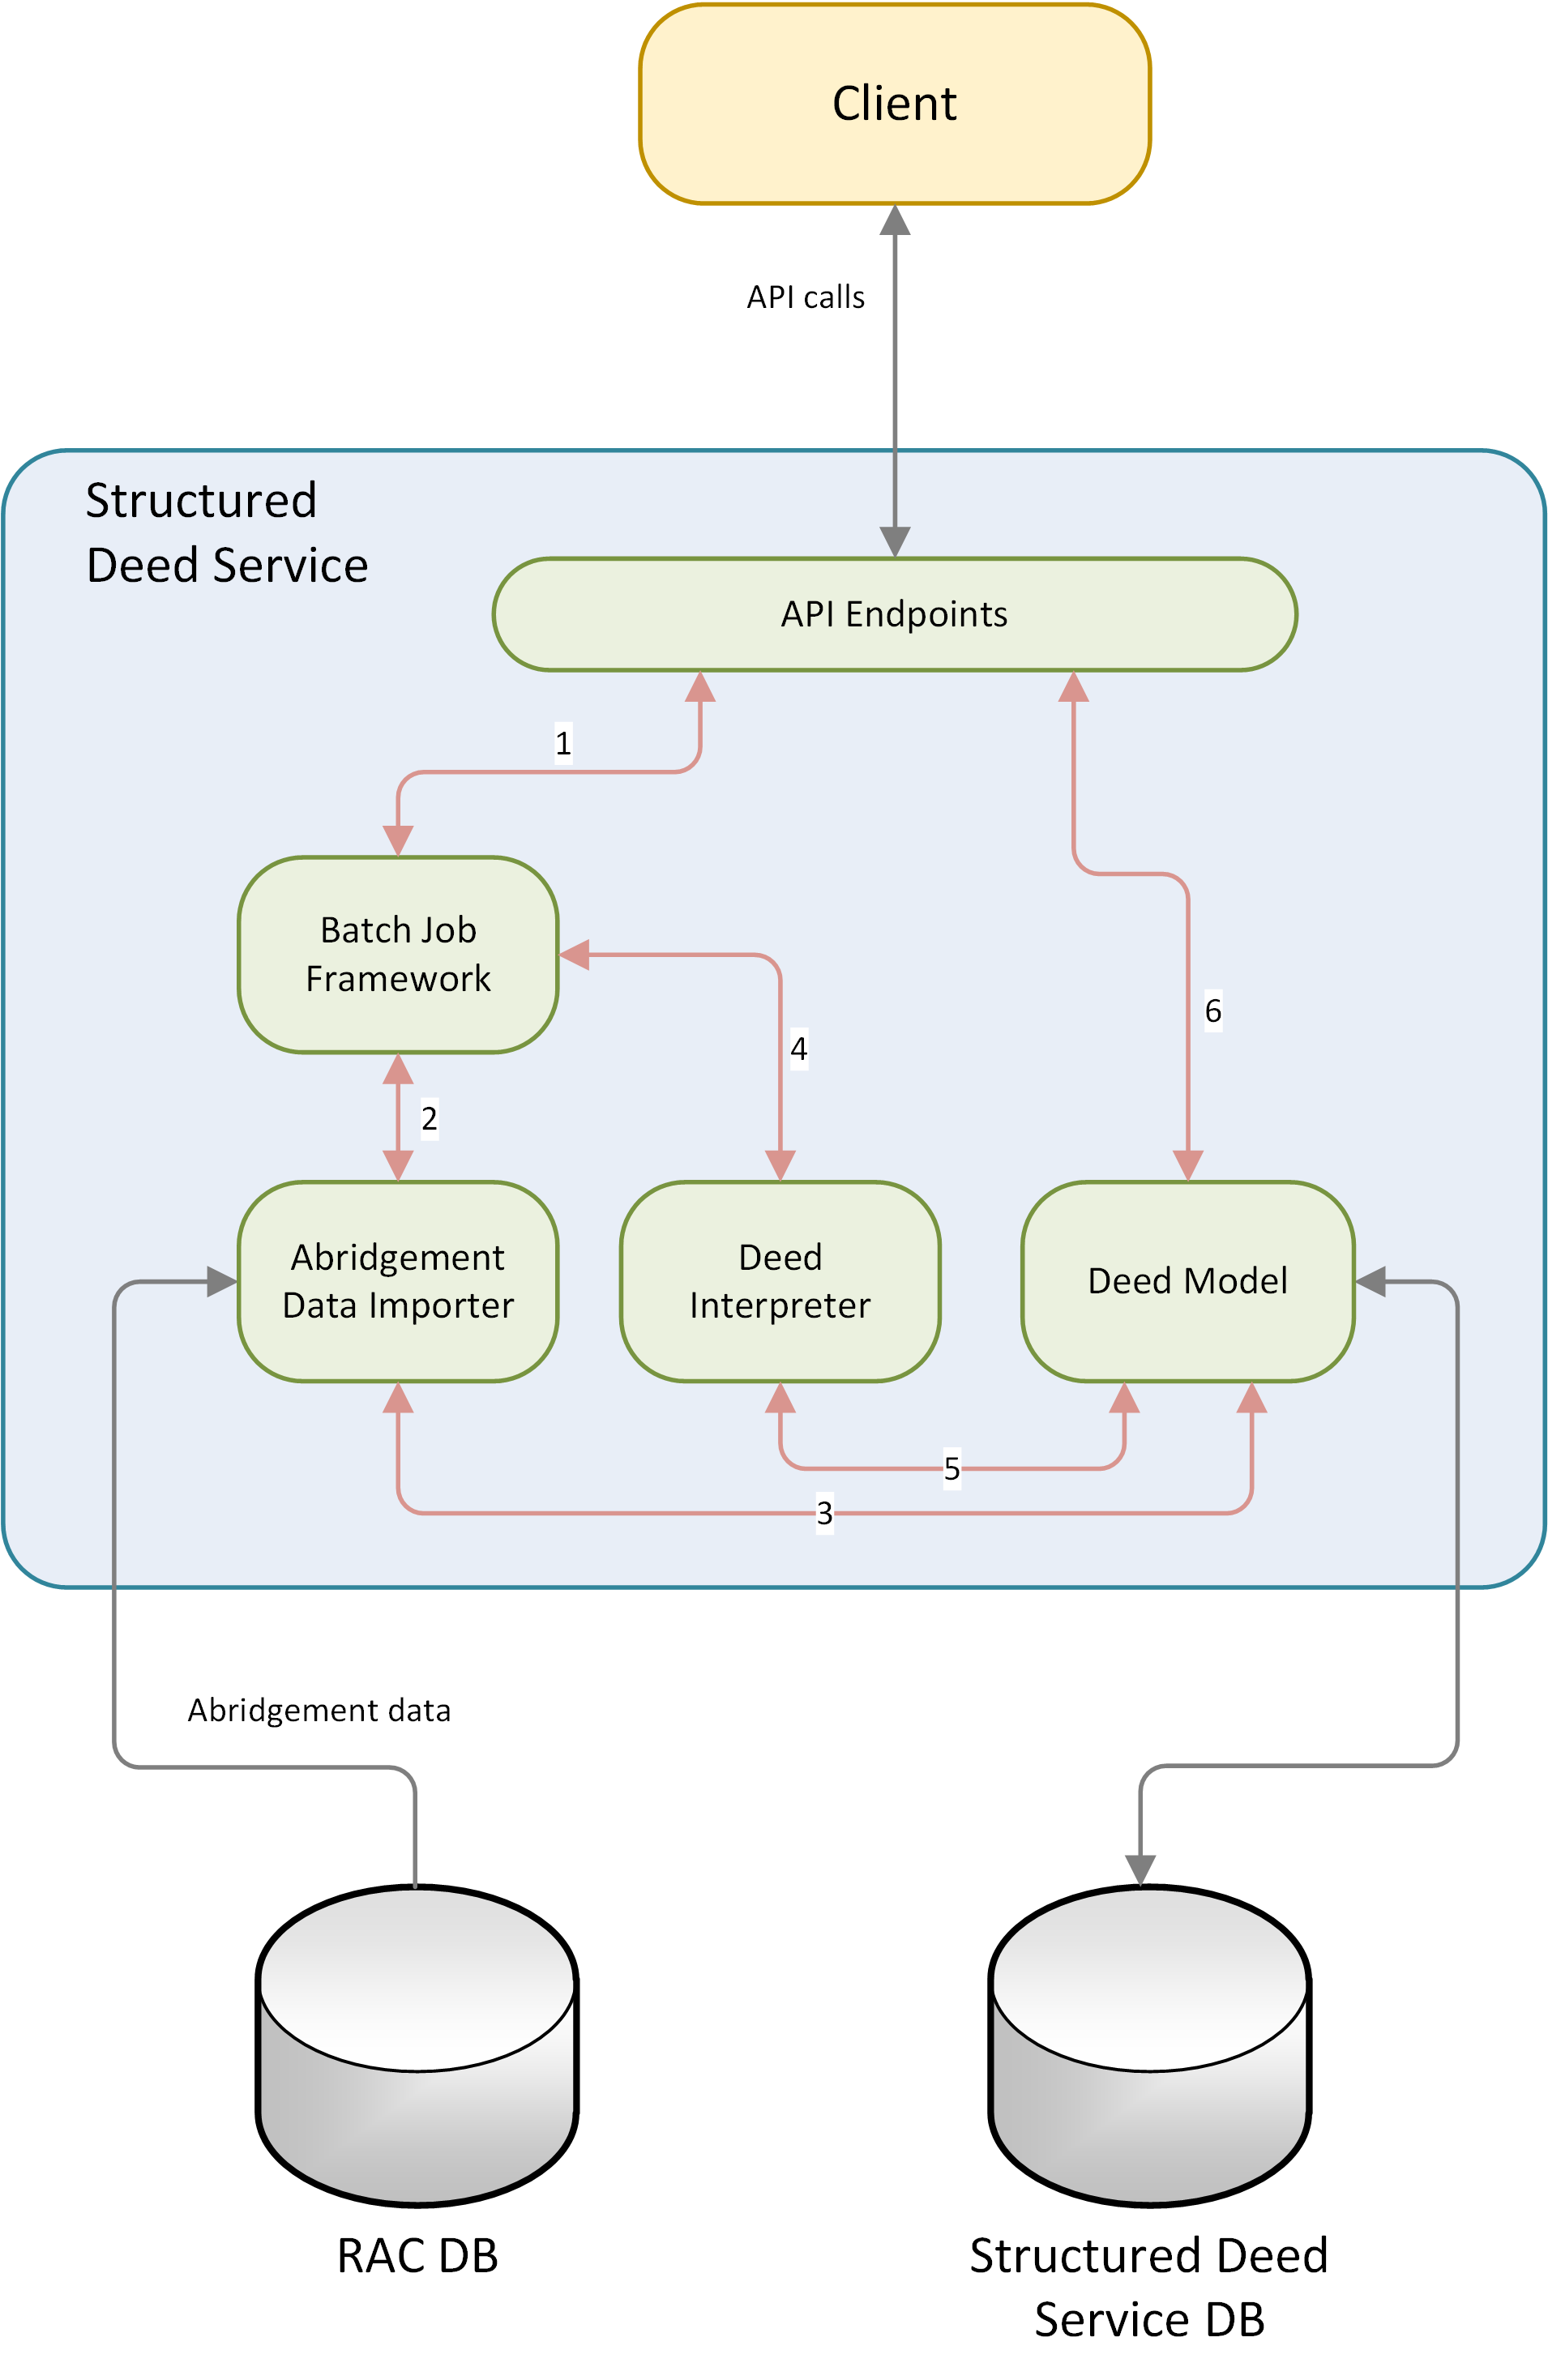 Client
API calls
Structured
Deed Service
API Endpoints
1
Batch Job
Framework
4
6
2
Abridgement
Data Importer
Deed
Interpreter
Deed Model
5
3
Abridgement data
RAC DB
Structured Deed
Service DB